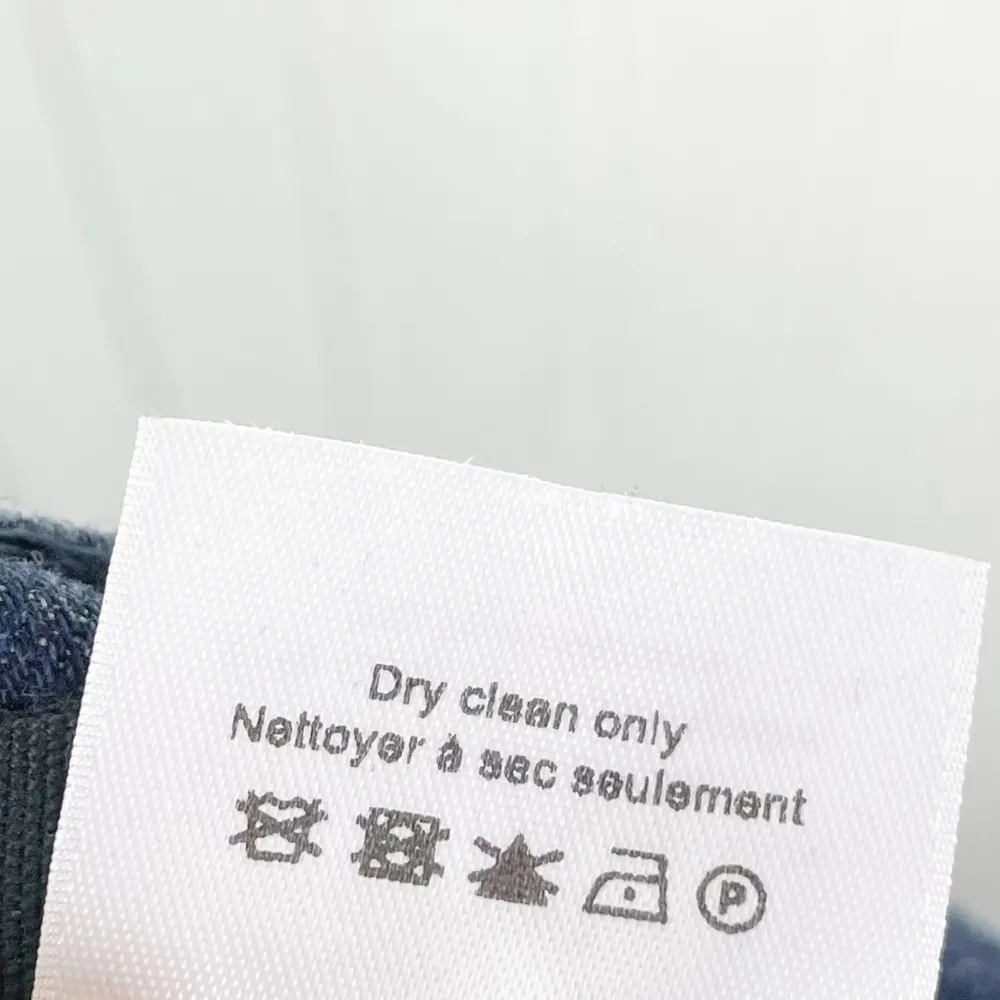 Dry clean only
Nettoyer à sec seulement
P